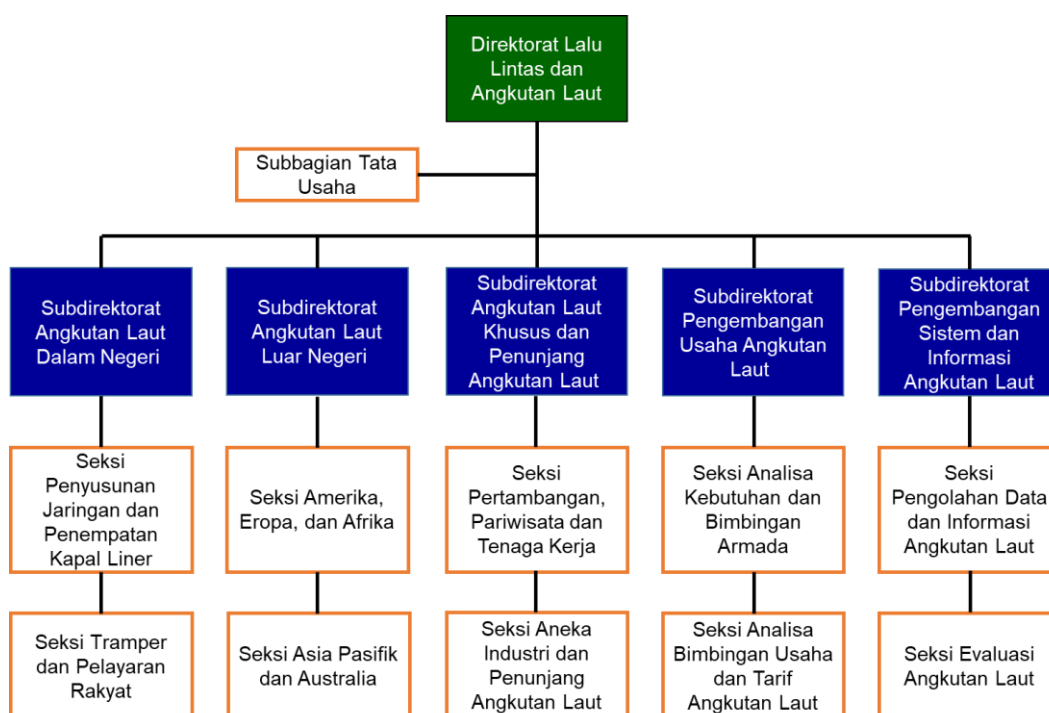 Direktorat Lalu
Lintas dan
Angkutan Laut
Subbagian Tata
Usaha
Subdirektorat
Angkutan Laut
Dalam Negeri
Subdirektorat
Angkutan Laut
Luar Negeri
Subdirektorat
Angkutan Laut
Khusus dan
Penunjang
Angkutan Laut
Subdirektorat
Pengembangan
Usaha Angkutan
Laut
Subdirektorat
Pengembangan
Sistem dan
Informasi
Angkutan Laut
Seksi
Penyusunan
Jaringan dan
Penempatan
Kapal Liner
Seksi Amerika,
Eropa, dan Afrika
Seksi
Pertambangan,
Pariwisata dan
Tenaga Kerja
Seksi Analisa
Kebutuhan dan
Bimbingan
Armada
Seksi
Pengolahan Data
dan Informasi
Angkutan Laut
Seksi Tramper
dan Pelayaran
Rakyat
Seksi Asia Pasifik
dan Australia
Seksi Aneka
Industri dan
Penunjang
Angkutan Laut
Seksi Analisa
Bimbingan Usaha
dan Tarif
Angkutan Laut
Seksi Evaluasi
Angkutan Laut